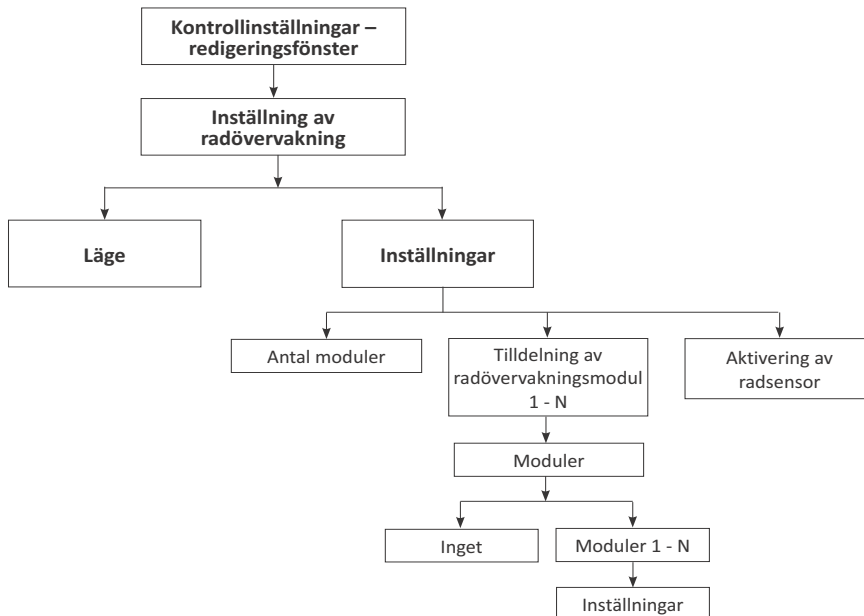 Kontrollinställningar –
redigeringsfönster
Inställning av
radövervakning
Läge
Inställningar
Antal moduler
Tilldelning av
radövervakningsmodul
1 - N
Aktivering av
radsensor
Moduler
Inget
Moduler 1 - N
Inställningar